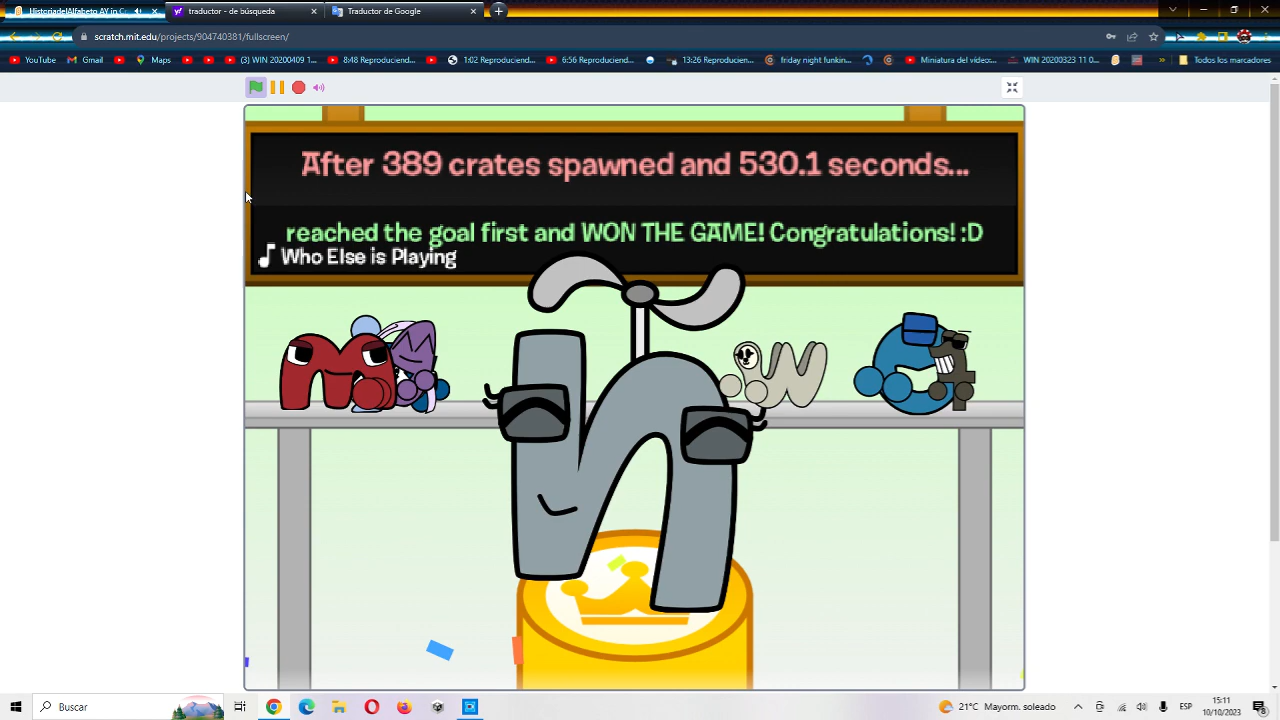 HistoriadelAlfabeto AY in C
traductor - de búsqueda
Traductor de Google
scratch.mit.edu/projects/904740381/fullscreen/
YouTube
Gmail
Maps
(3) WIN 20200409 1...
8:48 Reproduciend...
1:02 Reproduciend...
6:56 Reproduciend...
13:26 Reproducien...
friday night funkin...
Miniatura del vídeo...
WIN 20200323 11 0...
»
Todos los marcadores
After 389 crates spawned and 530.1 seconds...
reached the goal first and WON THE GAME! Congratulations! :D
Who Else is Playing
Buscar
21°C Mayorm. soleado
ESP
15:11
10/10/2023
8